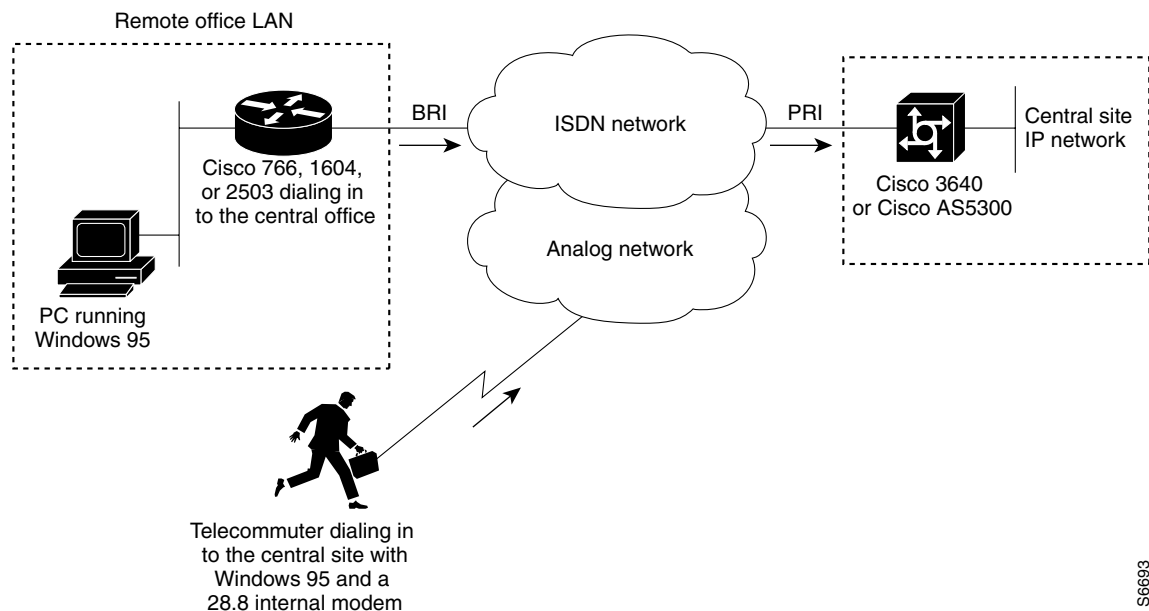 Remote office LAN
BRI
ISDN network
PRI
Central site
IP network
Cisco 766, 1604,
or 2503 dialing in
to the central office
Cisco 3640
or Cisco AS5300
Analog network
PC running
Windows 95
Telecommuter dialing in
to the central site with
Windows 95 and a
28.8 internal modem
S6693